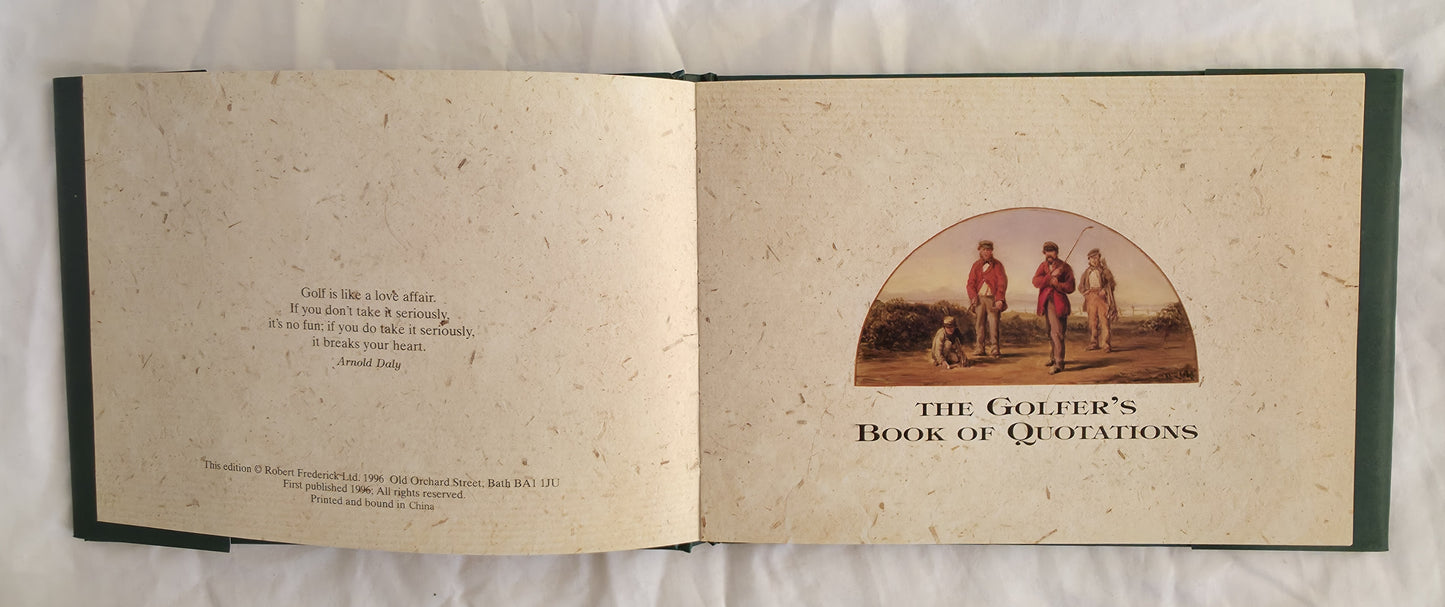 Golf is like a love affair.
If you don't take it seriously,
it's no fun; if you do take it seriously,
it breaks your heart.
Arnold Daly
This edition © Robert Frederick Ltd. 1996 Old Orchard Street, Bath BA1 1JU
First published 1996, All rights reserved.
Printed and bound in China
THE GOLFER'S
BOOK OF QUOTATIONS